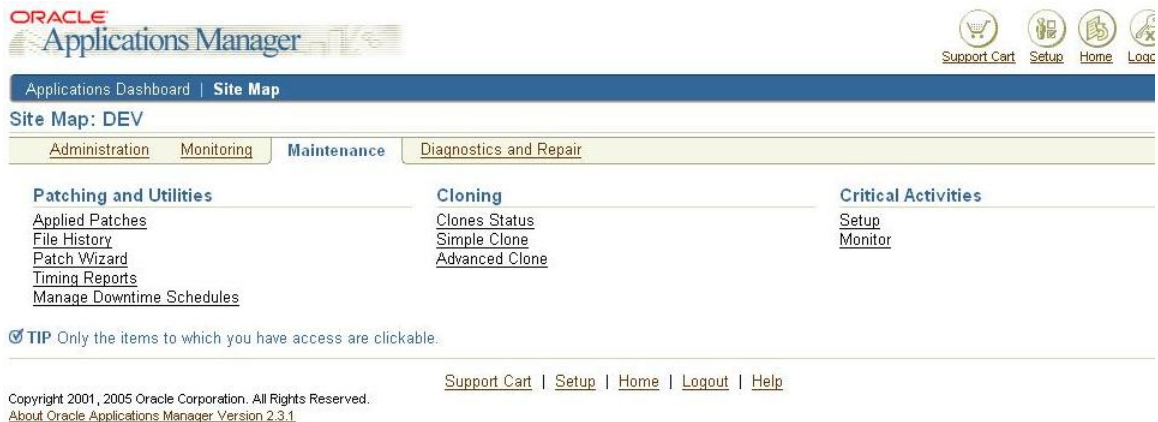 ORACLE
Applications Manager
Support Cart Setup Home
Applications Dashboard | Site Map
Site Map: DEV
Administration Monitoring Maintenance Diagnostics and Repair
Patching and Utilities
Applied Patches
File History
Patch Wizard
Timing Reports
Manage Downtime Schedules
Cloning
Clones Status
Simple Clone
Advanced Clone
Critical Activities
Setup
Monitor
TIP Only the items to which you have access are clickable.
Support Cart | Setup | Home | Logout | Help
Copyright 2001, 2005 Oracle Corporation. All Rights Reserved.
About Oracle Applications Manager Version 2.3.1